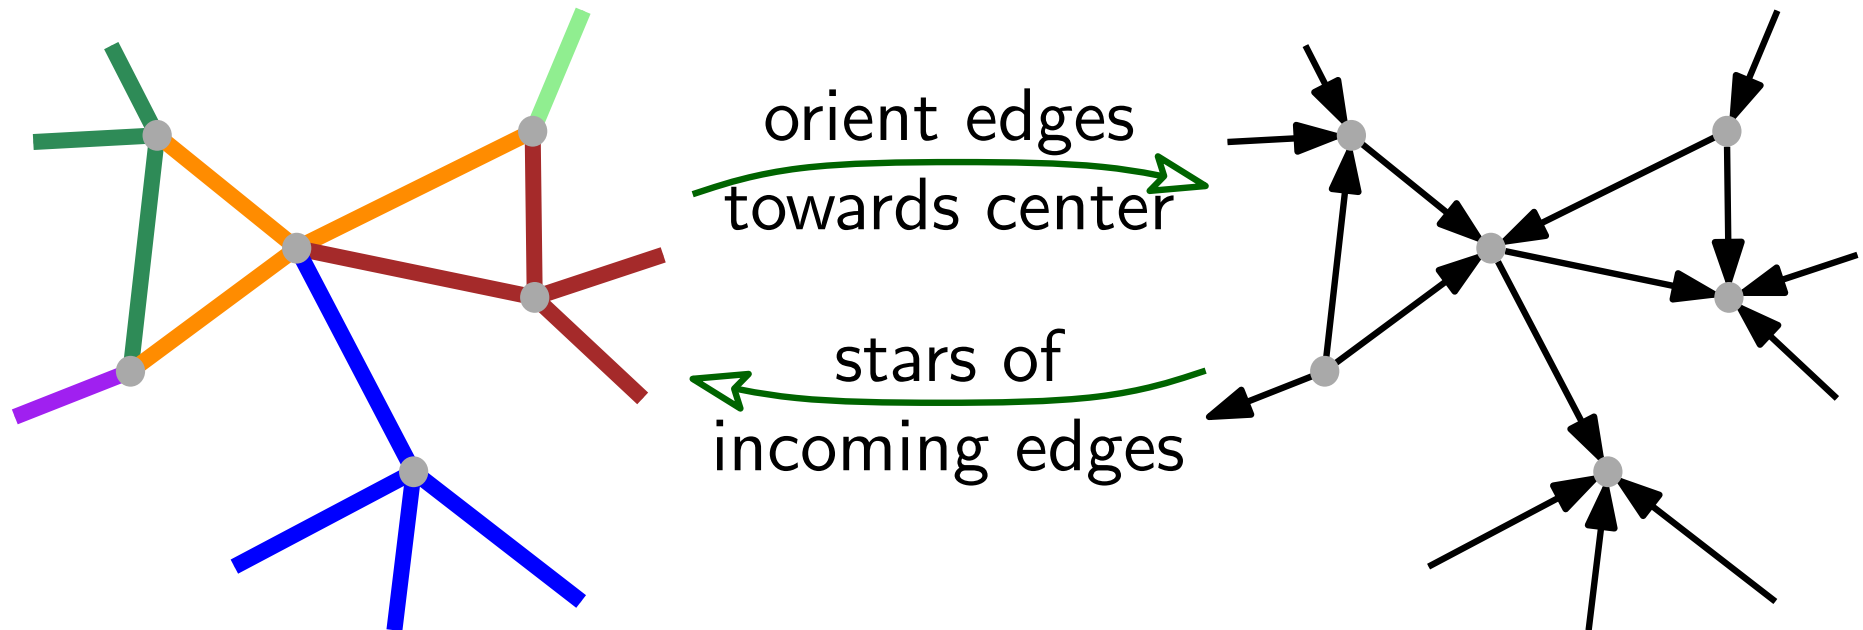 orient edges
towards center
stars of
incoming edges